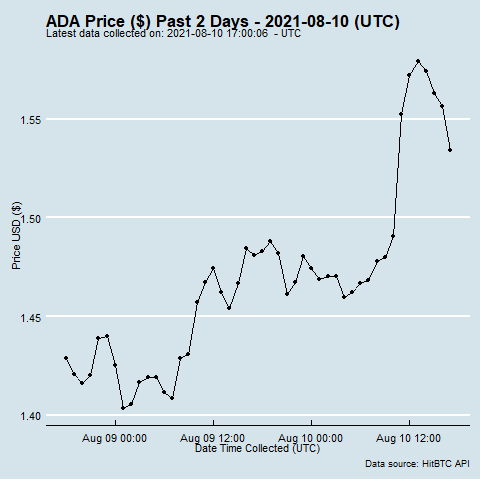 ADA Price ($) Past 2 Days - 2021-08-10 (UTC)
Latest data collected on: 2021-08-10 17:00:06 - UTC
1.55
1.50
1.45
1.40
Price USD ($)
Aug 09 00:00 Aug 09 12:00 Aug 10 00:00 Aug 10 12:00
Date Time Collected (UTC)
Data source: HitBTC API